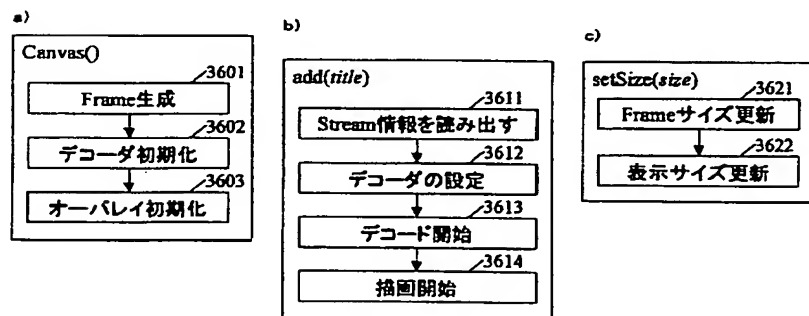 a)
Canvas()
3601
Frame生成
3602
デコーダ初期化
3603
オーバレイ初期化
b)
add(title)
3611
Stream情報を読み出す
3612
デコーダの設定
3613
デコード開始
3614
描画開始
c)
setSize(size)
3621
Frameサイズ更新
3622
表示サイズ更新